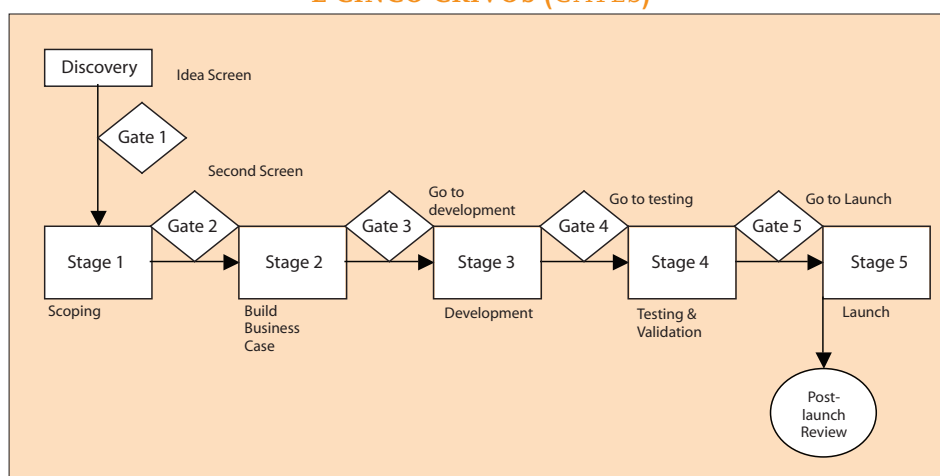 E CINCO CRIVOS (GATES)
Discovery
Idea Screen
Gate 1
Second Screen
Go to
development
Go to testing
Go to Launch
Gate 2
Gate 3
Gate 4
Gate 5
Stage 1
Stage 2
Stage 3
Stage 4
Stage 5
Scoping
Build
Business
Case
Development
Testing &
Validation
Launch
Post-
launch
Review